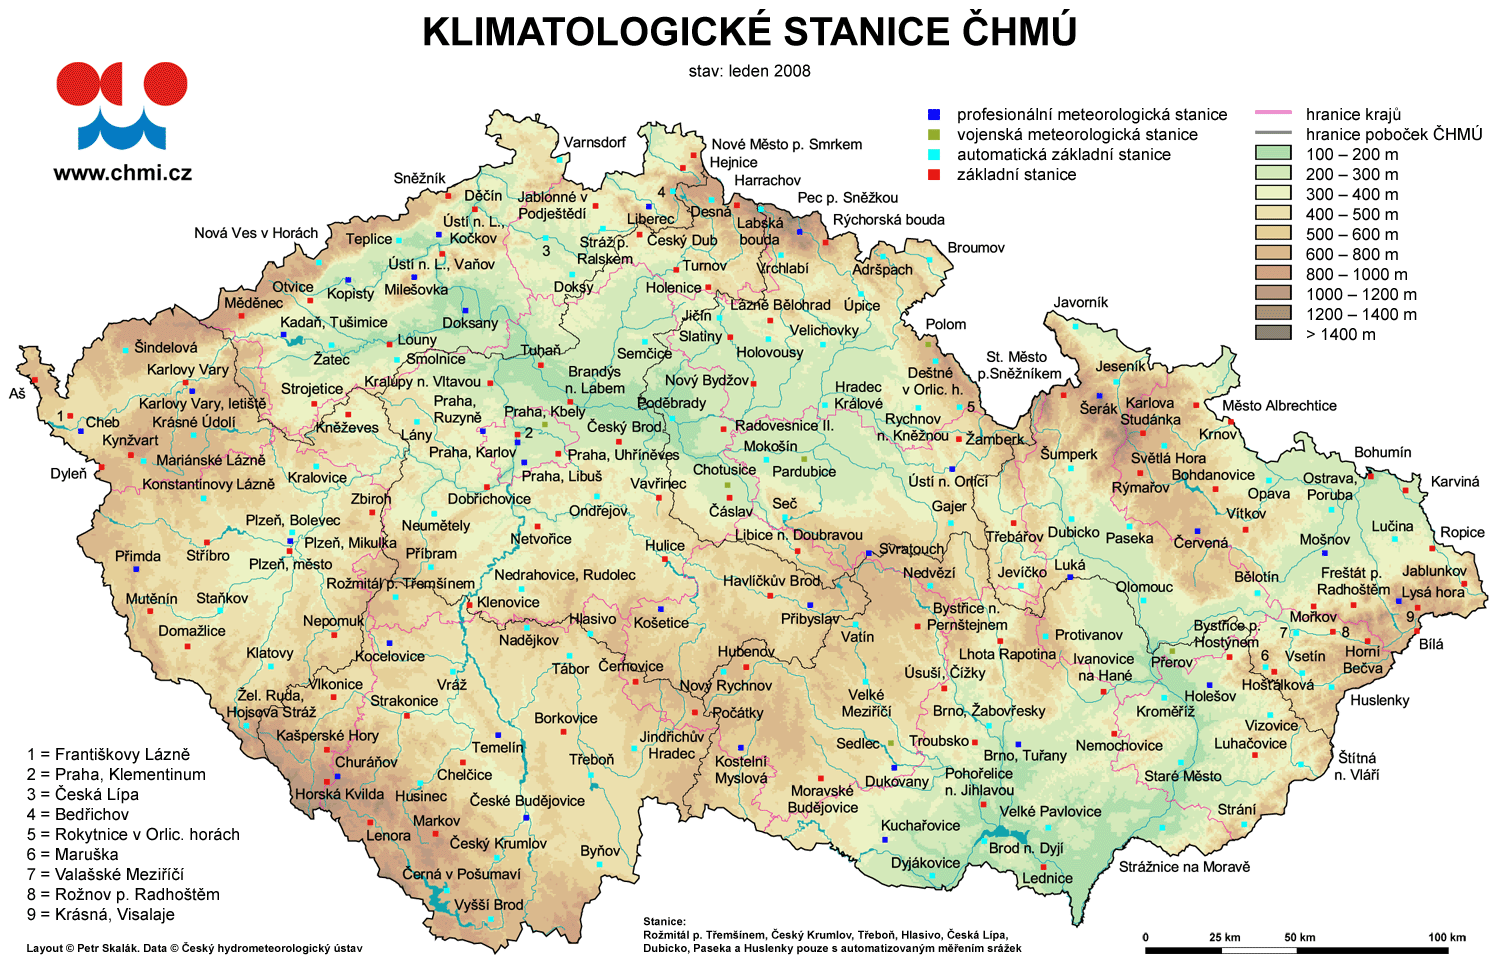 KLIMATOLOGICKÉ STANICE ČHMÚ
stav: leden 2008
www.chmi.cz
profesionální meteorologická stanice
vojenská meteorologická stanice
automatická základní stanice
základní stanice
hranice krajů
hranice poboček ČHMÚ
100 – 200 m
200 – 300 m
300 – 400 m
400 – 500 m
500 – 600 m
600 – 800 m
800 – 1000 m
1000 – 1200 m
1200 – 1400 m
> 1400 m
Varnsdorf
Nové Město p. Smrkem
Hejnice
Harrachov
Pec p. Sněžkou
Rýchorská bouda
Sněžník
Děčín
Jablonné v
Podještědí
4
Liberec
Desná
Labská
bouda
Nová Ves v Horách
Teplice
Ústí n. L.,
Kočkov
3
Stráž p.
Ralském
Český Dub
Broumov
Ústí n. L., Vaňov
Turnov
Vrchlabí
Adršpach
Otvice
Kopisty
Milešovka
Doksy
Holenice
Měděnec
Lázně Bělohrad
Úpice
Javorník
Kadaň, Tušimice
Doksany
Jičín
Velichovky
Polom
Šindelová
Žatec
Louny
Smolnice
Tuhaň
Semčice
Slatiny
Holovousy
St. Město
p.Sněžníkem
Jeseník
Aš
Karlovy Vary
Strojetice
Kralupy n. Vltavou
Brandýs
n. Labem
Nový Bydžov
Hradec
Králové
Deštné
v Orlic. h.
1
Cheb
Karlovy Vary, letiště
Krásné Údolí
Kněževes
Praha,
Ruzyně
Praha, Kbely
Poděbrady
Rychnov
n. Kněžnou
5
Šerák
Karlova
Studánka
Město Albrechtice
Kynžvart
Lány
2
Český Brod
Radovesnice II.
Žamberk
Krnov
Mariánské Lázně
Praha, Karlov
Praha, Uhříněves
Mokošín
Šumperk
Světlá Hora
Bohumín
Dyleň
Konstantinovy Lázně
Kralovice
Praha, Libuš
Chotusice
Pardubice
Ústí n. Orlicí
Rýmařov
Bohdanovice
Opava
Ostrava,
Poruba
Karviná
Zbiroh
Dobřichovice
Vavřinec
Čáslav
Seč
Gajer
Plzeň, Bolevec
Neumětely
Ondřejov
Vítkov
Lučina
Přimda
Stříbro
Plzeň, Mikulka
Plzeň, město
Příbram
Netvořice
Hulice
Libice n. Doubravou
Svratouch
Třebářov
Dubicko
Paseka
Červená
Mošnov
Ropice
Rožmitál p. Třemšínem
Nedrahovice, Rudolec
Havlíčkův Brod
Nedvězí
Jevíčko
Luká
Olomouc
Bělotín
Freštát p.
Radhoštěm
Jablunkov
Mutěnín
Staňkov
Klenovice
Hlasivo
Košetice
Přibyslav
Bystřice n.
Pernštejnem
Lysá hora
9
Domažlice
Nepomuk
Nadějkov
Vatín
Protivanov
Bystřice p.
Hostýnem
Mořkov
7
8
Klatovy
Kocelovice
Tábor
Černovice
Hubenov
Lhota Rapotina
Ivanovice
na Hané
Přerov
6
Vsetín
Horní
Bečva
Bílá
Vlkonice
Vráž
Nový Rychnov
Velké
Meziříčí
Úsuší, Čížky
Holešov
Hošťálková
Huslenky
Žel. Ruda,
Hojsova Stráž
Strakonice
Počátky
Brno, Žabovřesky
Kroměříž
Kašperské Hory
Borkovice
Jindřichův
Hradec
Sedlec
Troubsko
Vizovice
Temelín
Brno, Tuřany
Nemochovice
Luhačovice
Churáňov
Chelčice
Třeboň
Kostelní
Myslová
Dukovany
Pohořelice
n. Jihlavou
Staré Město
Štítná
n. Vláří
Horská Kvilda
Husinec
České Budějovice
Moravské
Budějovice
Velké Pavlovice
Strání
Lenora
Markov
Český Krumlov
Kuchařovice
Brod n. Dyjí
Černá v Pošumaví
Byňov
Dyjákovice
Lednice
Strážnice na Moravě
Vyšší Brod
1 = Františkovy Lázně
2 = Praha, Klementinum
3 = Česká Lípa
4 = Bedřichov
5 = Rokytnice v Orlic. horách
6 = Maruška
7 = Valašské Meziříčí
8 = Rožnov p. Radhoštěm
9 = Krásná, Visalaje
Layout © Petr Skalák. Data © Český hydrometeorologický ústav
Stanice:
Rožmitál p. Třemšínem, Český Krumlov, Třeboň, Hlasivo, Česká Lípa,
Dubicko, Paseka a Huslenky pouze s automatizovaným měřením srážek
0 25 km 50 km 100 km